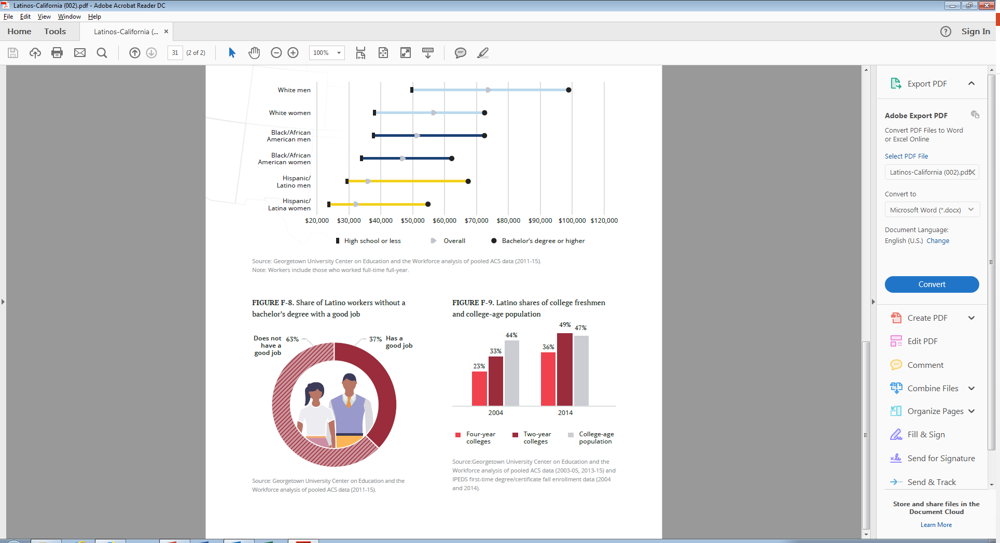 Latinos-California (002).pdf - Adobe Acrobat Reader DC
File Edit View Window Help
Home Tools Latinos-California (... × ? Sign In
31 (2 of 2) 100%
White men
White women
Black/African
American men
Black/African
American women
Hispanic/
Latino men
Hispanic/
Latina women
$20,000 $30,000 $40,000 $50,000 $60,000 $70,000 $80,000 $90,000 $100,000 $120,000
High school or less Overall Bachelor's degree or higher
Source: Georgetown University Center on Education and the Workforce analysis of pooled ACS data (2011-15).
Note: Workers include those who worked full-time full-year.
FIGURE F-8. Share of Latino workers without a
bachelor's degree with a good job
Does not
have a
good job
63%
37%
Has a
good job
Source: Georgetown University Center on Education and the
Workforce analysis of pooled ACS data (2011-15).
FIGURE F-9. Latino shares of college freshmen
and college-age population
23% 33% 44% 36% 49% 47%
2004 2014
Four-year
colleges
Two-year
colleges
College-age
population
Source:Georgetown University Center on Education and the
Workforce analysis of pooled ACS data (2003-05, 2013-15) and
IPEDS first-time degree/certificate fall enrollment data (2004
and 2014).
Export PDF
Adobe Export PDF
Convert PDF Files to Word
or Excel Online
Select PDF File
Latinos-California (002).pdf
Convert to
Microsoft Word (*.docx)
Document Language:
English (U.S.) Change
Convert
Create PDF
Edit PDF
Comment
Combine Files
Organize Pages
Fill & Sign
Send for Signature
Send & Track
Store and share files in the
Document Cloud
Learn More